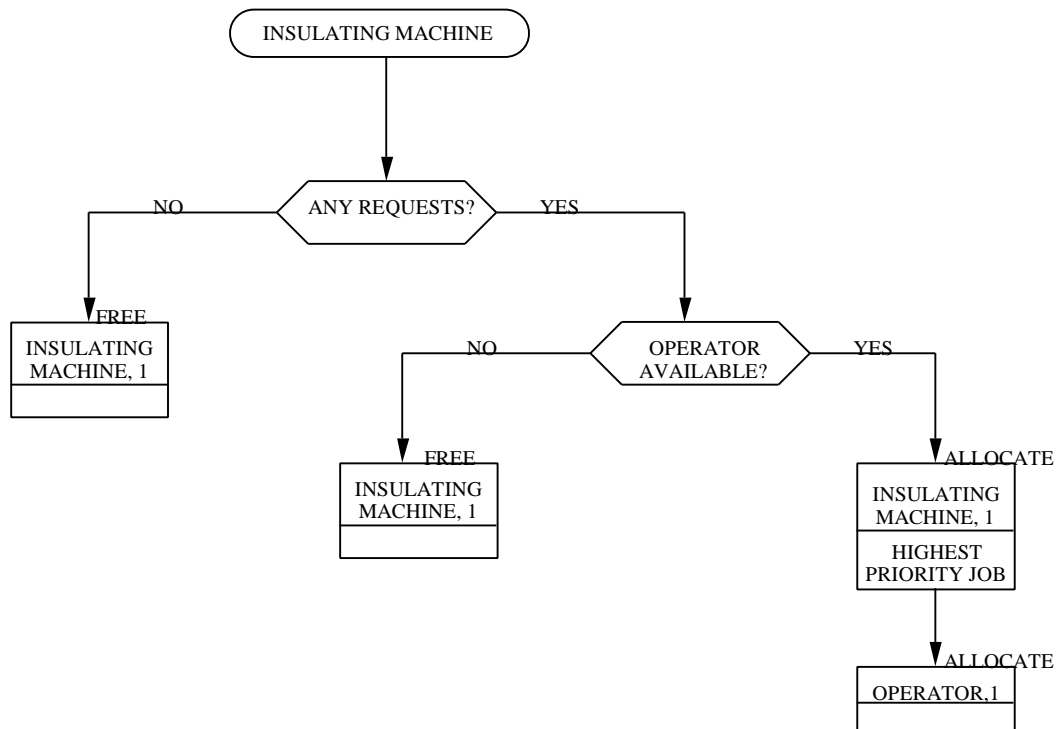 INSULATING MACHINE
ANY REQUESTS?
NO
YES
FREE
INSULATING
MACHINE, 1
OPERATOR
AVAILABLE?
NO
YES
FREE
INSULATING
MACHINE, 1
ALLOCATE
INSULATING
MACHINE, 1
HIGHEST
PRIORITY JOB
ALLOCATE
OPERATOR,1